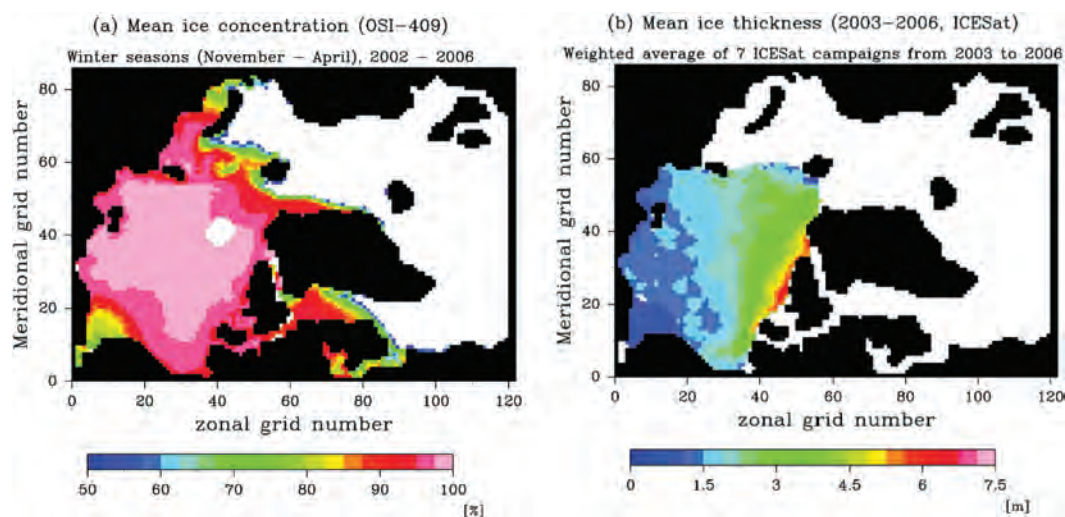 (a) Mean ice concentration (OSI−409)
Winter seasons (November − April), 2002 − 2006
Meridional grid number
80
60
40
20
0
0 20 40 60 80 100 120
zonal grid number
50 60 70 80 90 100
[%]
(b) Mean ice thickness (2003−2006, ICESat)
Weighted average of 7 ICESat campaigns from 2003 to 2006
Meridional grid number
80
60
40
20
0
0 20 40 60 80 100 120
zonal grid number
0 1.5 3 4.5 6 7.5
[m]